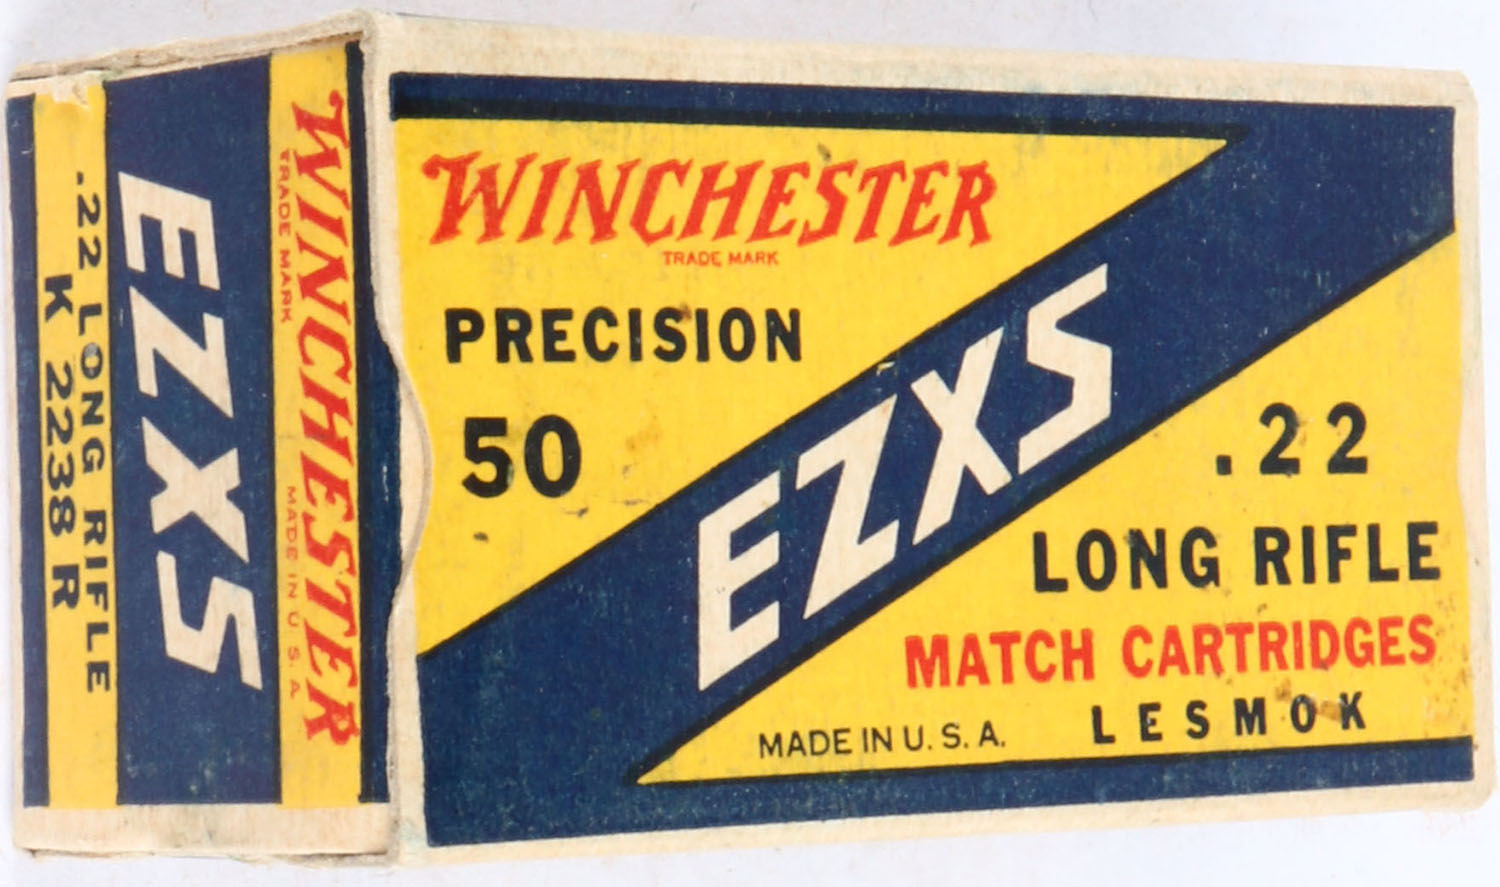 WINCHESTER
TRADE MARK
PRECISION
50
EZXS
.22
LONG RIFLE
MATCH CARTRIDGES
LESMOK
MADE IN U. S. A.
WINCHESTER
TRADE MARK MADE IN U. S. A.
EZXS
.22 LONG RIFLE
K 2238 R